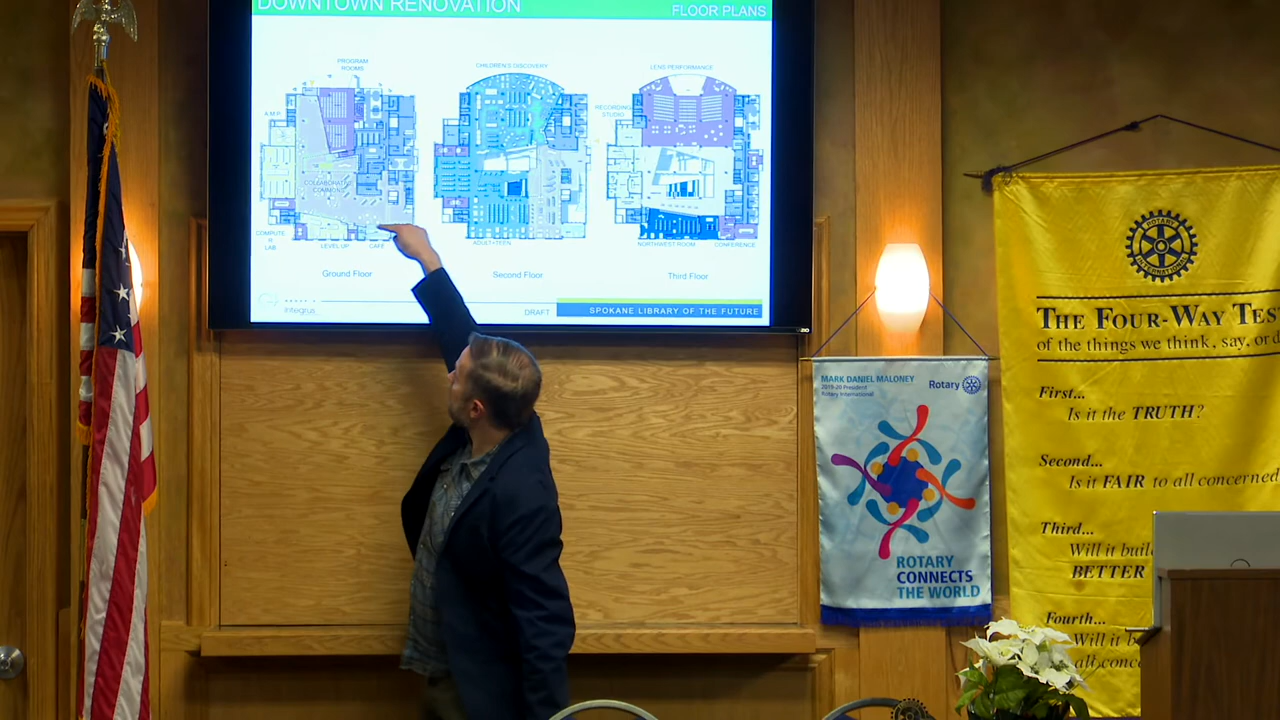 DOWNTOWN RENOVATION
FLOOR PLANS
PROGRAM
ROOMS
A.M.P.
COLLABORATIVE
COMMONS
COMPUTE
R
LAB
LEVEL UP
CAFE
Ground Floor
CHILDREN'S DISCOVERY
ADULT+TEEN
Second Floor
LENS PERFORMANCE
RECORDING
STUDIO
NORTHWEST ROOM
CONFERENCE
Third Floor
Integrus
DRAFT
SPOKANE LIBRARY OF THE FUTURE
MARK DANIEL MALONEY
2019-20 President
Rotary International
Rotary
ROTARY
CONNECTS
THE WORLD
ROTARY
INTERNATIONAL
THE FOUR-WAY TES
of the things we think, say, or d
First...
Is it the TRUTH?
Second...
Is it FAIR to all concerned
Third...
Will it buil
BETTER
Fourth...
Will it b
all conc